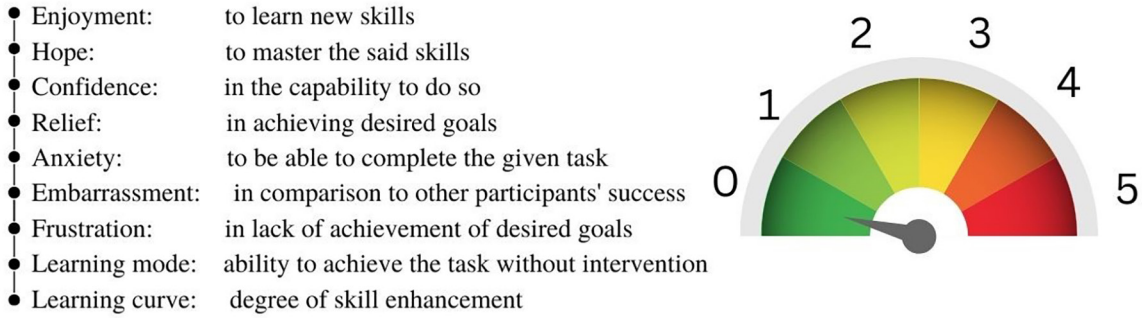 Enjoyment: to learn new skills
Hope: to master the said skills
Confidence: in the capability to do so
Relief: in achieving desired goals
Anxiety: to be able to complete the given task
Embarrassment: in comparison to other participants' success
Frustration: in lack of achievement of desired goals
Learning mode: ability to achieve the task without intervention
Learning curve: degree of skill enhancement
0
1
2
3
4
5